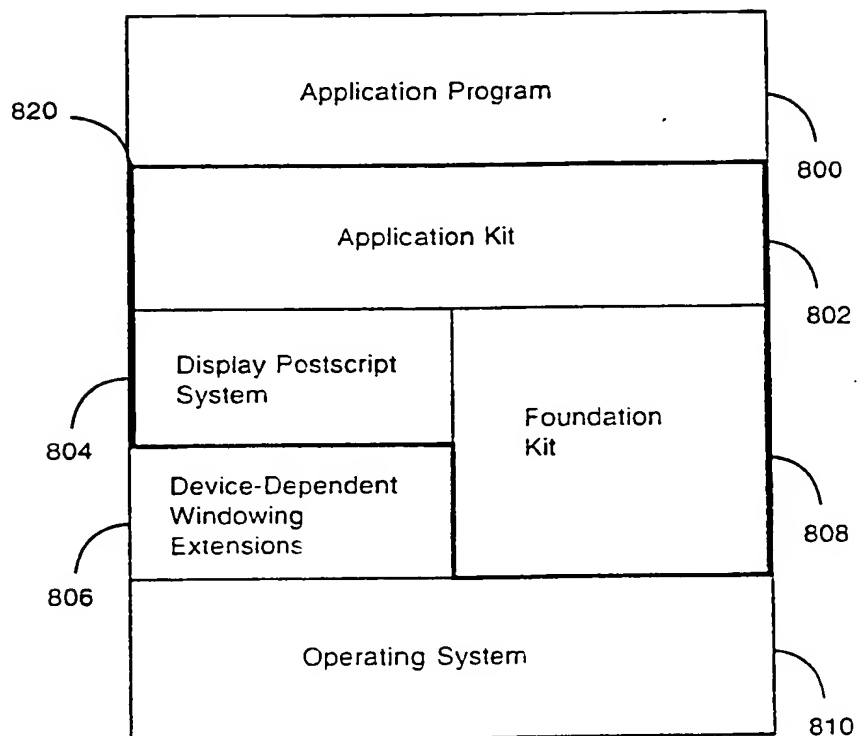 Application Program
820
800
Application Kit
802
Display Postscript
System
804
Foundation
Kit
Device-Dependent
Windowing
Extensions
808
806
Operating System
810